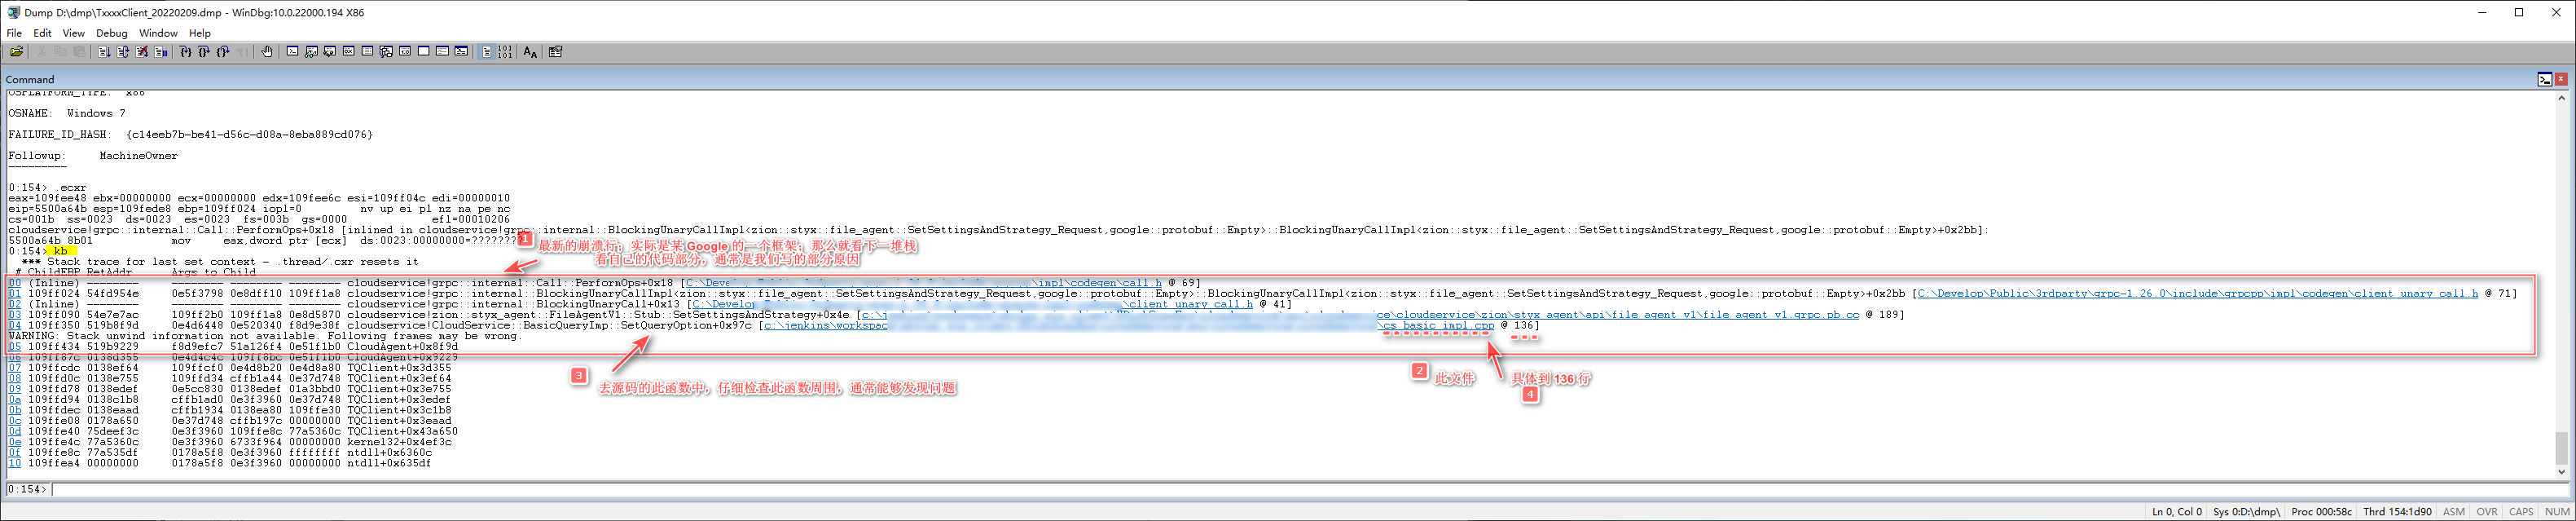 Dump D:\dmp\TxxxxClient_20220209.dmp - WinDbg:10.0.22000.194 X86
File Edit View Debug Window Help
Command
OSPLATFORM_TYPE: x86
OSNAME: Windows 7
FAILURE_ID_HASH: {c14eeb7b-be41-d56c-d08a-8eba889cd076}
Followup: MachineOwner
---------
0:154> .ecxr
eax=109fee48 ebx=00000000 ecx=00000000 edx=109fee6c esi=109ff04c edi=00000010
eip=5500a64b esp=109fede8 ebp=109ff024 iopl=0 nv up ei pl nz na pe nc
cs=001b ss=0023 ds=0023 es=0023 fs=003b gs=0000 efl=00010206
cloudservice!grpc::internal::Call::PerformOps+0x18 [inlined in cloudservice!grpc::internal::BlockingUnaryCallImpl<zion::styx::file_agent::SetSettingsAndStrategy_Request,google::protobuf::Empty>::BlockingUnaryCallImpl<zion::styx::file_agent::SetSettingsAndStrategy_Request,google::protobuf::Empty>+0x2bb]:
5500a64b 8b01 mov eax,dword ptr [ecx] ds:0023:00000000=????????
1 最新的崩溃行；实际是某 Google 的一个框架；那么就看下一堆栈
0:154> kb
看自己的代码部分，通常是我们写的部分原因
*** Stack trace for last set context - .thread/.cxr resets it
# ChildEBP RetAddr Args to Child
00 (Inline) -------- -------- -------- -------- cloudservice!grpc::internal::Call::PerformOps+0x18 [C:\Deve \impl\codegen\call.h @ 69]
01 109ff024 54fd954e 0e5f3798 0e8dff10 109ff1a8 cloudservice!grpc::internal::BlockingUnaryCallImpl<zion::styx::file_agent::SetSettingsAndStrategy_Request,google::protobuf::Empty>::BlockingUnaryCallImpl<zion::styx::file_agent::SetSettingsAndStrategy_Request,google::protobuf::Empty>+0x2bb [C:\Develop\Public\3rdparty\grpc-1.26.0\include\grpcpp\impl\codegen\client_unary_call.h @ 71]
02 (Inline) -------- -------- -------- -------- cloudservice!grpc::internal::BlockingUnaryCall+0x13 [C:\Develop \client_unary_call.h @ 41]
03 109ff090 54e7e7ac 109ff2b0 109ff1a8 0e8d5870 cloudservice!zion::styx_agent::FileAgentV1::Stub::SetSettingsAndStrategy+0x4e [c: \cloudservice\zion\styx_agent\api\file_agent_v1\file_agent_v1.grpc.pb.cc @ 189]
04 109ff350 519b8f9d 0e4d6448 0e520340 f8d9e38f cloudservice!CloudService::BasicQueryImp::SetQueryOption+0x97c [c:\jenkins\workspac \cs_basic_impl.cpp @ 136]
WARNING: Stack unwind information not available. Following frames may be wrong.
05 109ff434 519b9229 f8d9efc7 51a126f4 0e51f1b0 CloudAgent+0x8f9d
06 109ff87c 0138d355 0e4d4c4c 109ff8bc 0e51f1b0 CloudAgent+0x9229
07 109ffcdc 0138ef64 109ffcf0 0e4d8b20 0e4d8a80 TQClient+0x3d355
08 109ffd0c 0138e755 109ffd34 cffb1a44 0e37d748 TQClient+0x3ef64
09 109ffd78 0138edef 0e5cc830 0138edef 01a3bbd0 TQClient+0x3e755
0a 109ffd94 0138c1b8 cffb1ad0 0e3f3960 0e37d748 TQClient+0x3edef
0b 109ffdec 0138eaad cffb1934 0138ea80 109ffe30 TQClient+0x3c1b8
0c 109ffe08 0178a650 0e37d748 cffb197c 00000000 TQClient+0x3eaad
0d 109ffe40 75deef3c 0e3f3960 109ffe8c 77a5360c TQClient+0x43a650
0e 109ffe4c 77a5360c 0e3f3960 6733f964 00000000 kernel32+0x4ef3c
0f 109ffe8c 77a535df 0178a5f8 0e3f3960 ffffffff ntdll+0x6360c
10 109ffea4 00000000 0178a5f8 0e3f3960 00000000 ntdll+0x635df
3 去源码的此函数中，仔细检查此函数周围，通常能够发现问题
2 此文件
具体到 136 行
4
0:154>
Ln 0, Col 0 Sys 0:D:\dmp\ Proc 000:58c Thrd 154:1d90 ASM OVR CAPS NUM